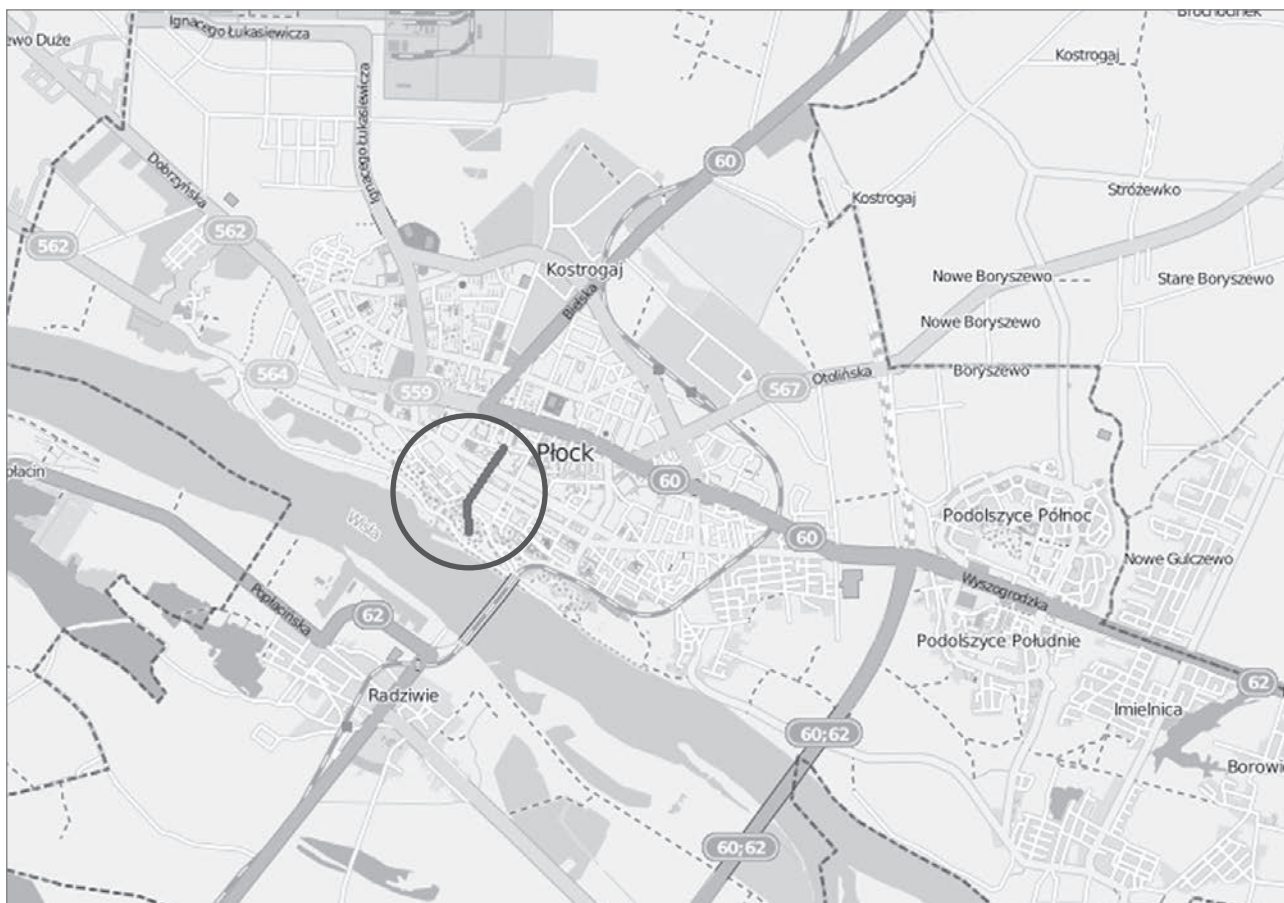 Brochocinek
Ignacego Łukasiewicza
ewo Duże
Kostrogaj
Ignacego Łukasiewicza
60
Dobrzyńska
Stróżewko
Kostrogaj
562
562
Kostrogaj
Nowe Boryszewo
Stare Boryszewo
Bielska
Nowe Boryszewo
564
559
567
Otolińska
Boryszewo
Płock
opłacin
60
Wisła
Podolszyce Północ
60
Nowe Gulczewo
Wyszogrodzka
Popłacińska
62
Podolszyce Południe
Radziwie
62
Imielnica
60;62
Borowi
60;62